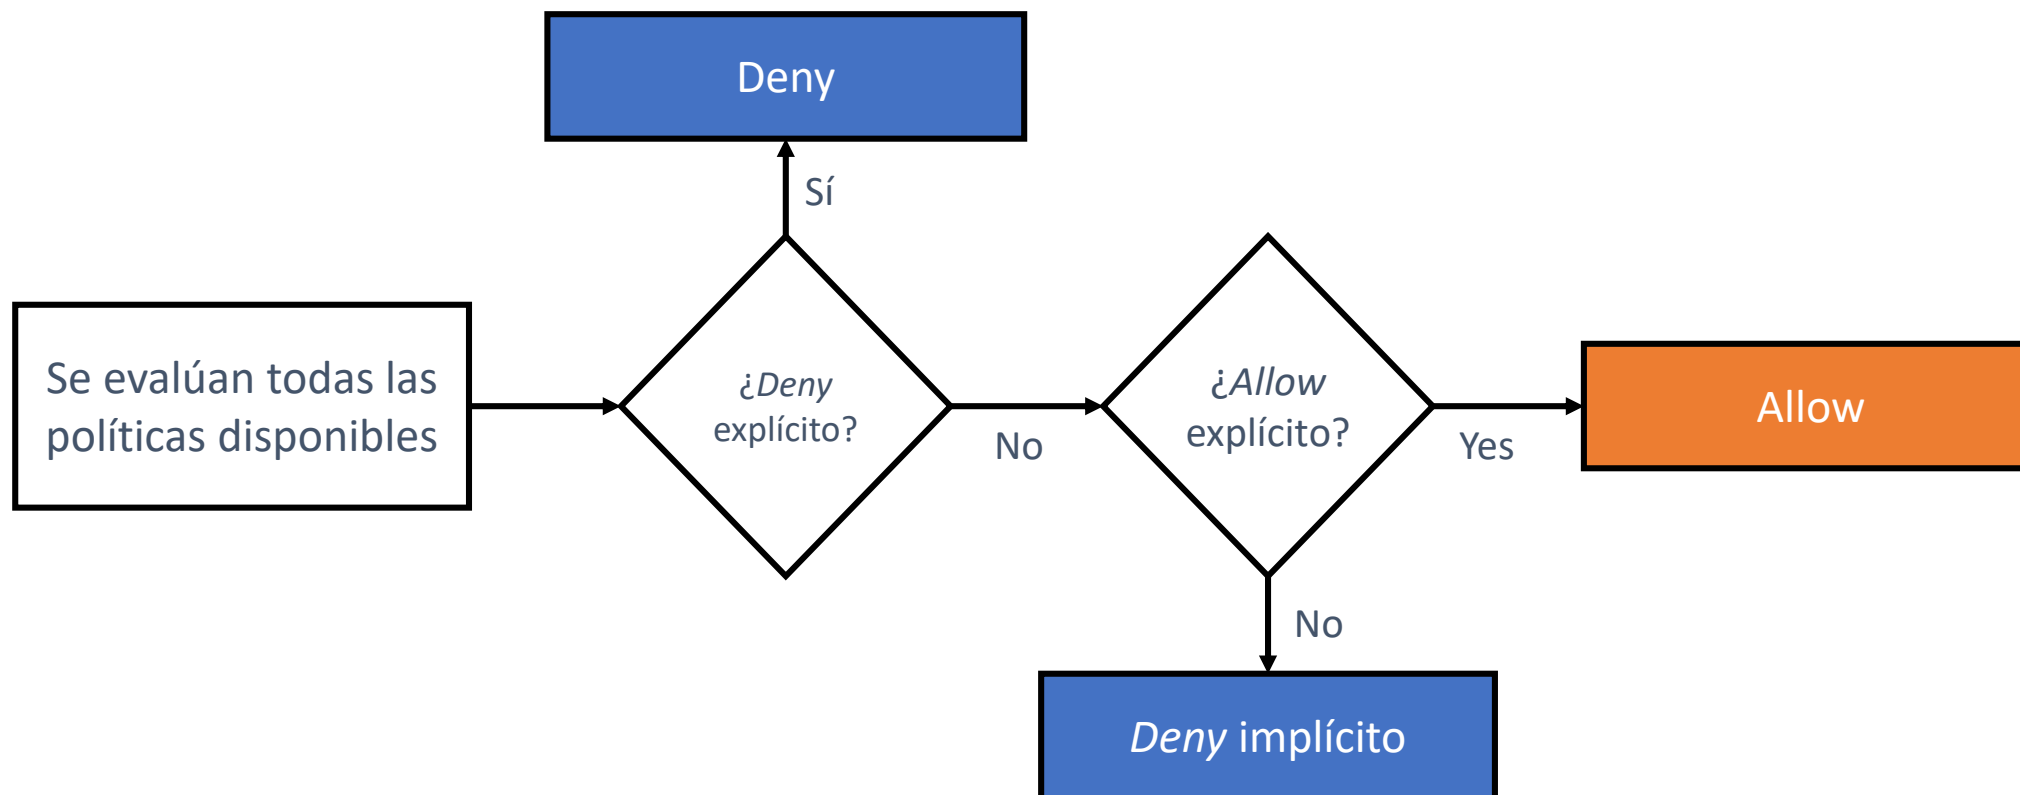 Deny
Sí
Se evalúan todas las
políticas disponibles
¿Deny
explícito?
No
¿Allow
explícito?
Yes
Allow
No
Deny implícito